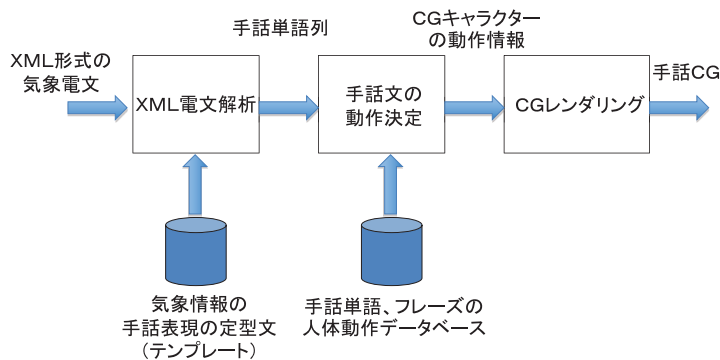 XML形式の
気象電文
XML電文解析
手話単語列
手話文の
動作決定
CGキャラクター
の動作情報
CGレンダリング
手話CG
気象情報の
手話表現の定型文
(テンプレート)
手話単語、フレーズの
人体動作データベース